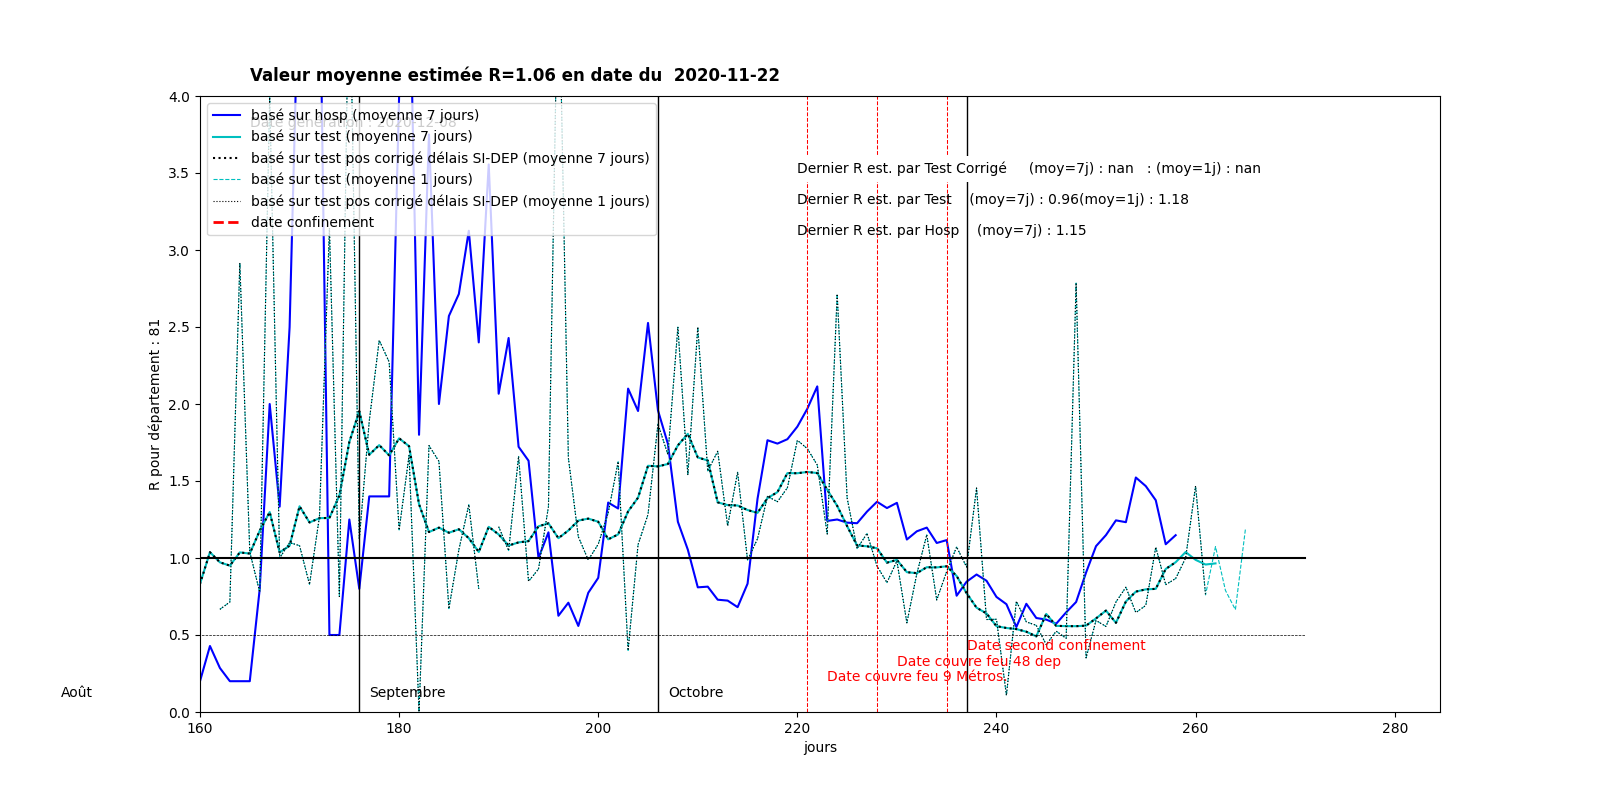 Valeur moyenne estimée R=1.06 en date du  2020-11-22
4.0
3.5
3.0
2.5
2.0
1.5
1.0
0.5
0.0
R pour département : 81
basé sur hosp (moyenne 7 jours)
basé sur test (moyenne 7 jours)
basé sur test pos corrigé délais SI-DEP (moyenne 7 jours)
basé sur test (moyenne 1 jours)
basé sur test pos corrigé délais SI-DEP (moyenne 1 jours)
date confinement
Dernier R est. par Test Corrigé     (moy=7j) : nan   : (moy=1j) : nan
Dernier R est. par Test    (moy=7j) : 0.96(moy=1j) : 1.18
Dernier R est. par Hosp    (moy=7j) : 1.15
Date second confinement
Date couvre feu 48 dep
Date couvre feu 9 Métros
Août
Septembre
Octobre
160
180
200
220
240
260
280
jours